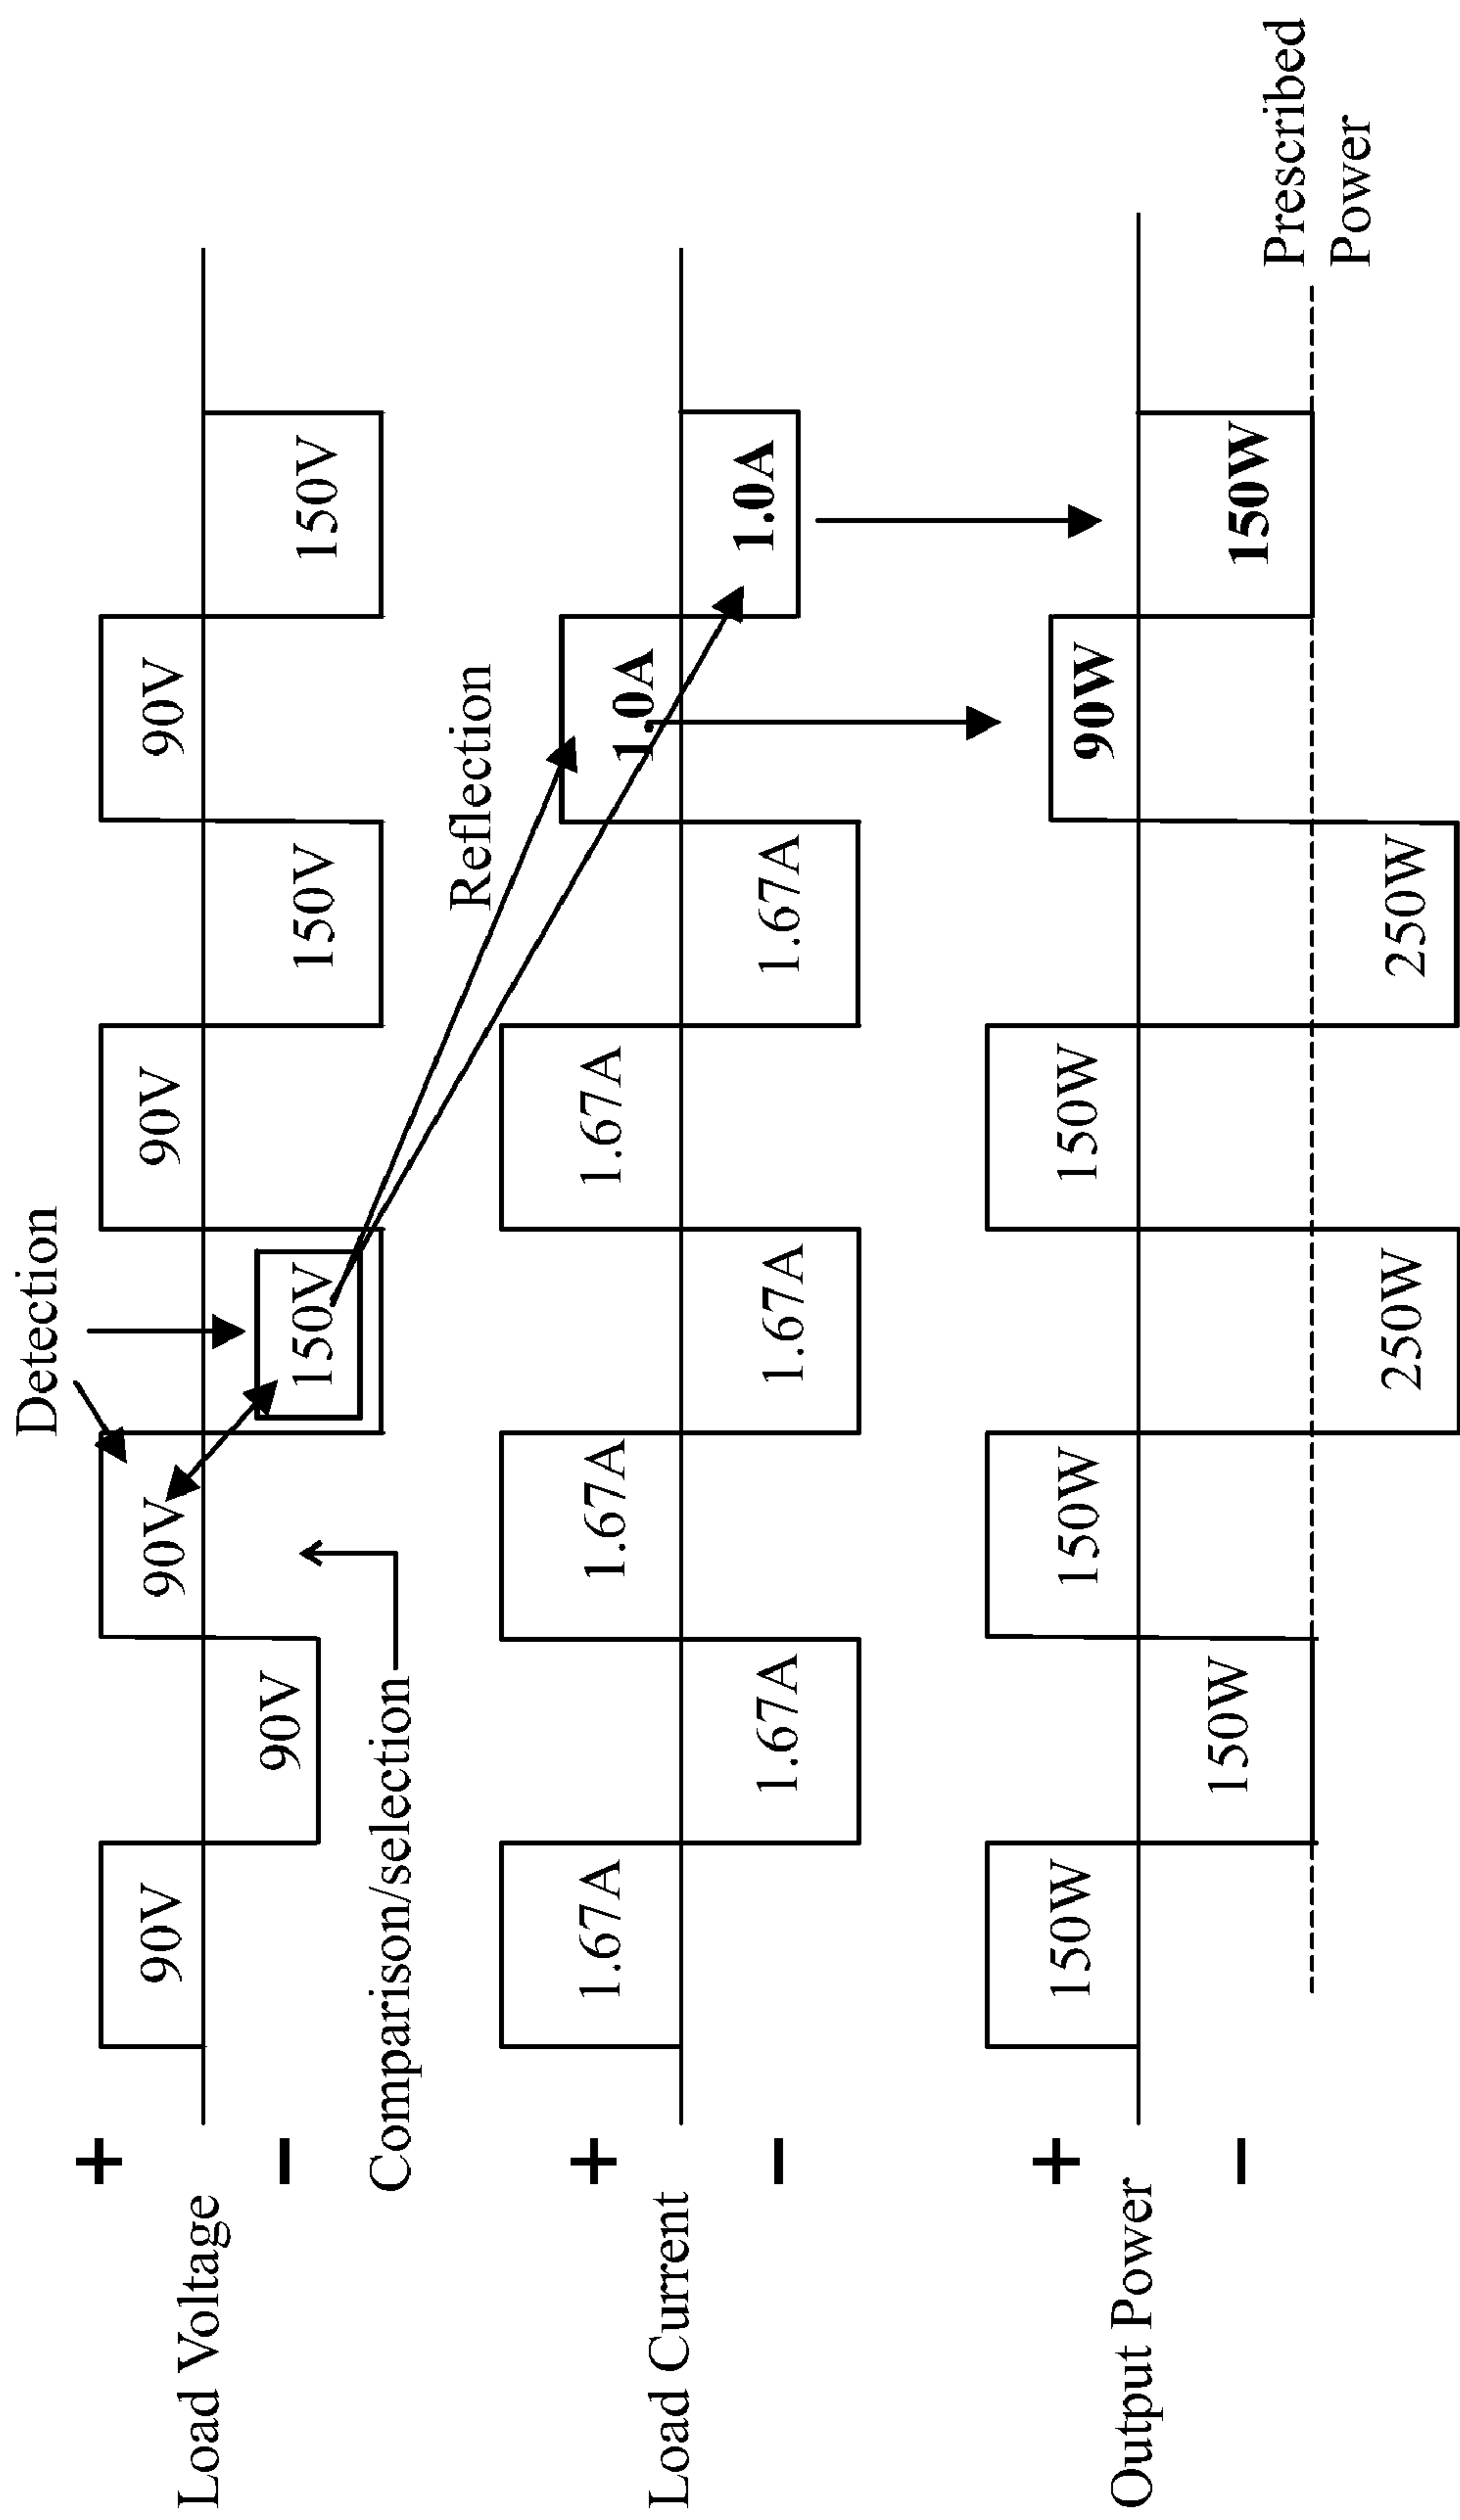 Detection
Load Voltage
+
90V
90V
90V
150V
90V
150V
90V
150V
−
Comparison/selection
Reflection
Load Current
+
1.67A
1.67A
1.67A
1.67A
1.67A
1.67A
1.0A
1.0A
−
Output Power
+
150W
150W
150W
250W
150W
250W
90W
150W
−
Prescribed
Power